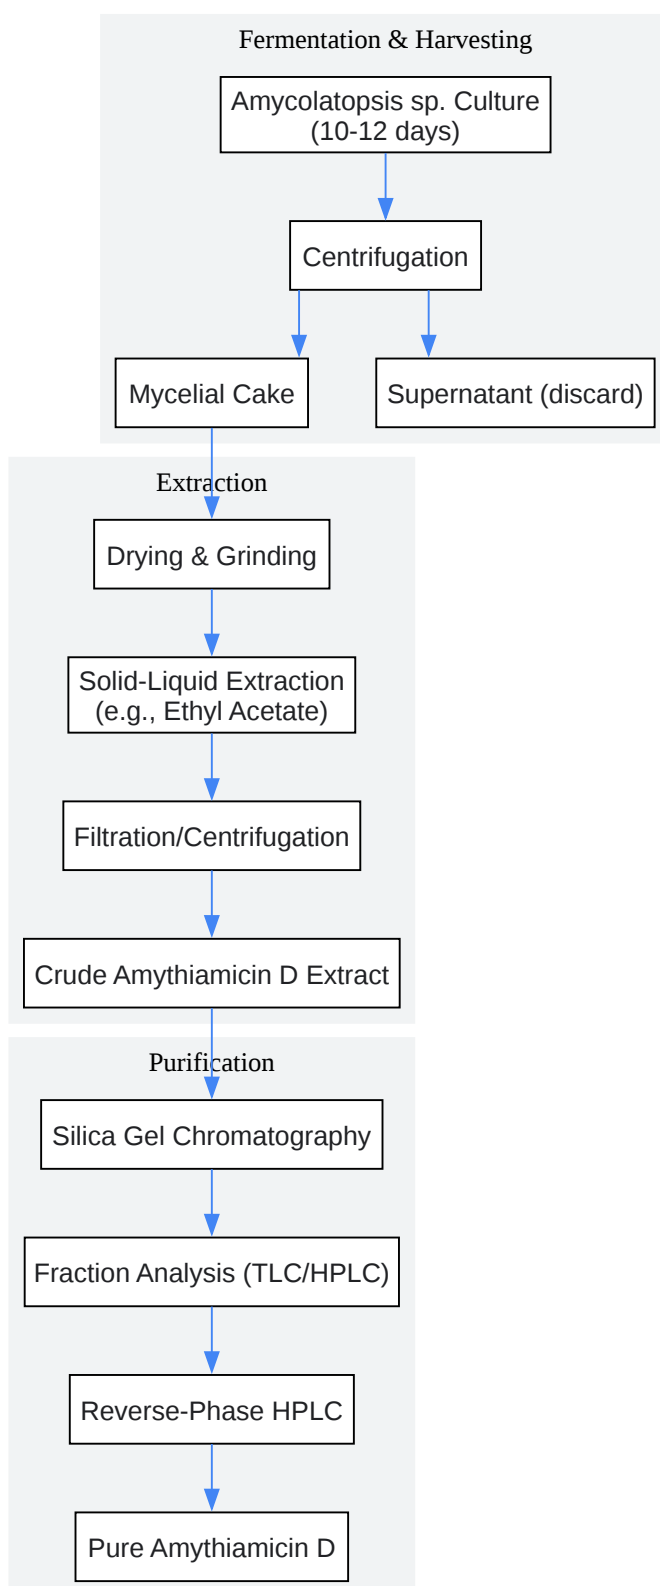 Fermentation & Harvesting
Amycolatopsis sp. Culture
(10-12 days)
Centrifugation
Mycelial Cake
Supernatant (discard)
Extraction
Drying & Grinding
Solid-Liquid Extraction
(e.g., Ethyl Acetate)
Filtration/Centrifugation
Crude Amythiamicin D Extract
Purification
Silica Gel Chromatography
Fraction Analysis (TLC/HPLC)
Reverse-Phase HPLC
Pure Amythiamicin D